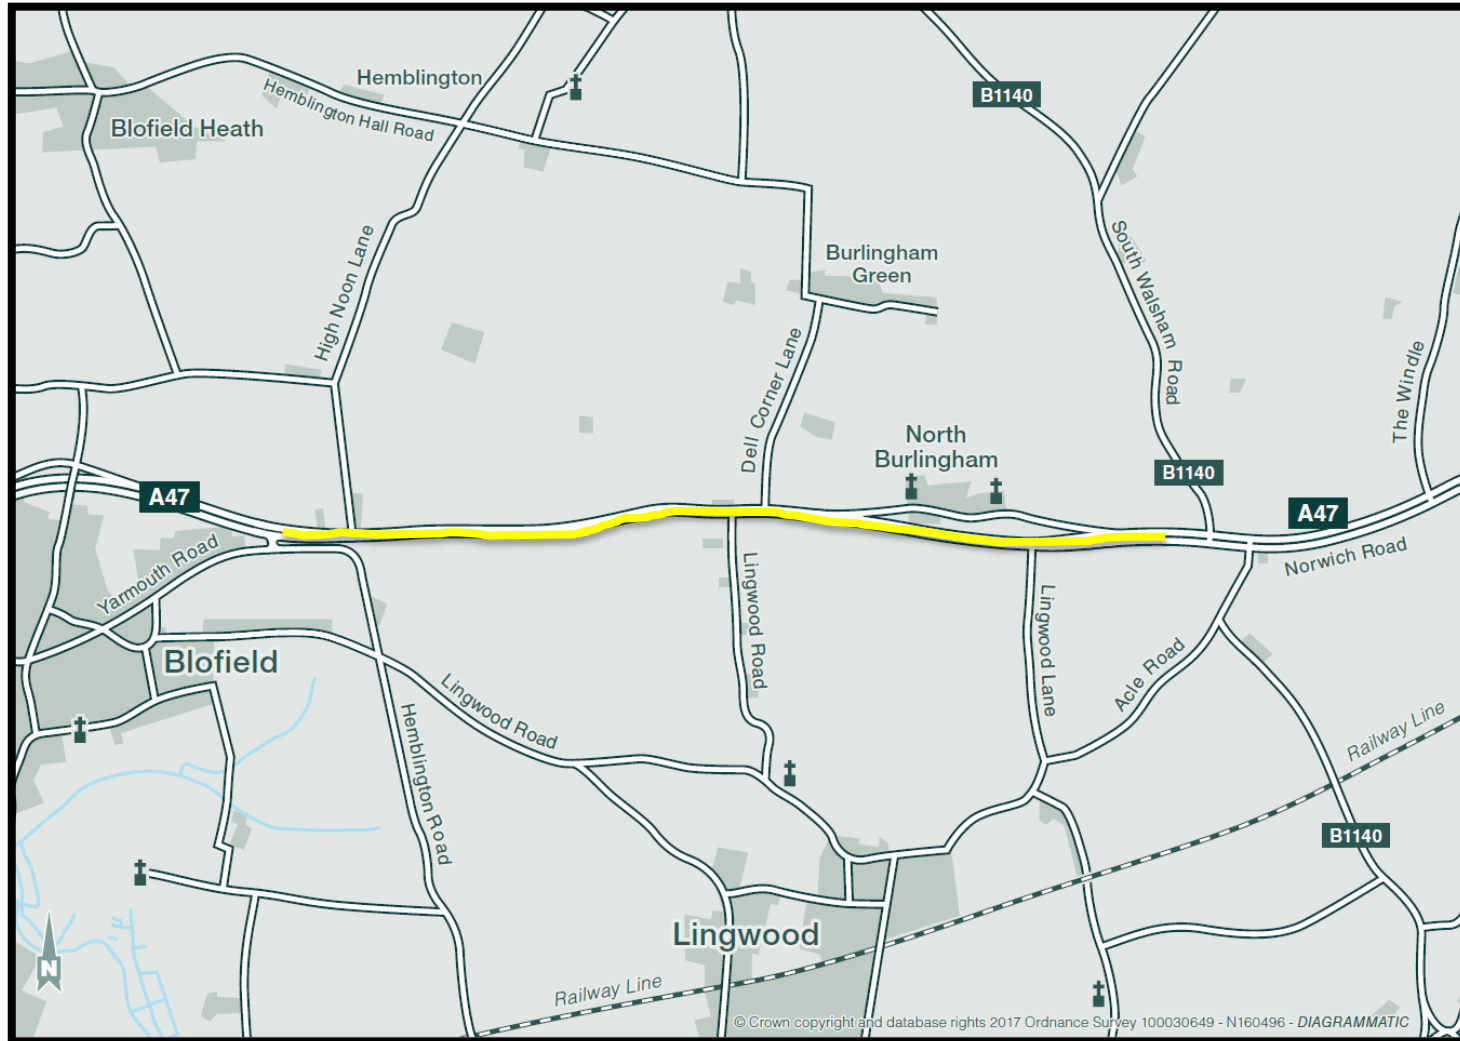 Hemblington
B1140
Hemblington Hall Road
Blofield Heath
South Walsham Road
High Noon Lane
Burlingham
Green
Dell Corner Lane
The Windle
North
Burlingham
B1140
A47
A47
Norwich Road
Yarmouth Road
Lingwood Road
Lingwood Lane
Blofield
Acle Road
Lingwood Road
Hemblington Road
Railway Line
B1140
Lingwood
Railway Line
N
© Crown copyright and database rights 2017 Ordnance Survey 100030649 - N160496 - DIAGRAMMATIC